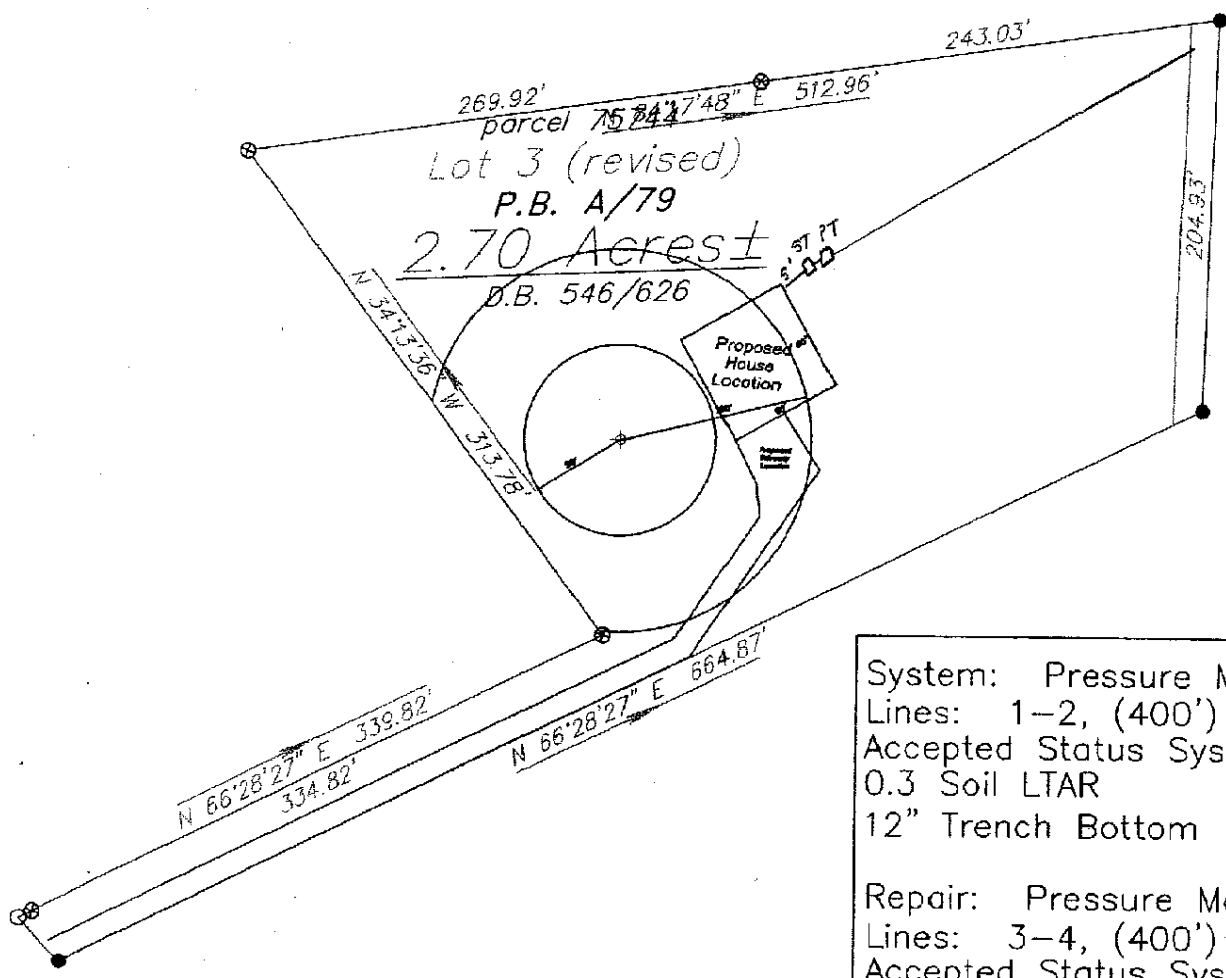 243.03'
269.92'
512.96'
parcel
Lot 3 (revised)
P.B. A/79
2.70 Acres±
D.B. 546/626
204.93'
5' ST PT
N 34°13'36" W 313.78'
Proposed
House
Location
Proposed
Location
N 66°28'27" E 339.82'
334.82'
N 66°28'27" E 664.87'
System: Pressure M
Lines: 1-2, (400')
Accepted Status Sys
0.3 Soil LTAR
12" Trench Bottom
Repair: Pressure M
Lines: 3-4, (400')
Accepted Status Sys